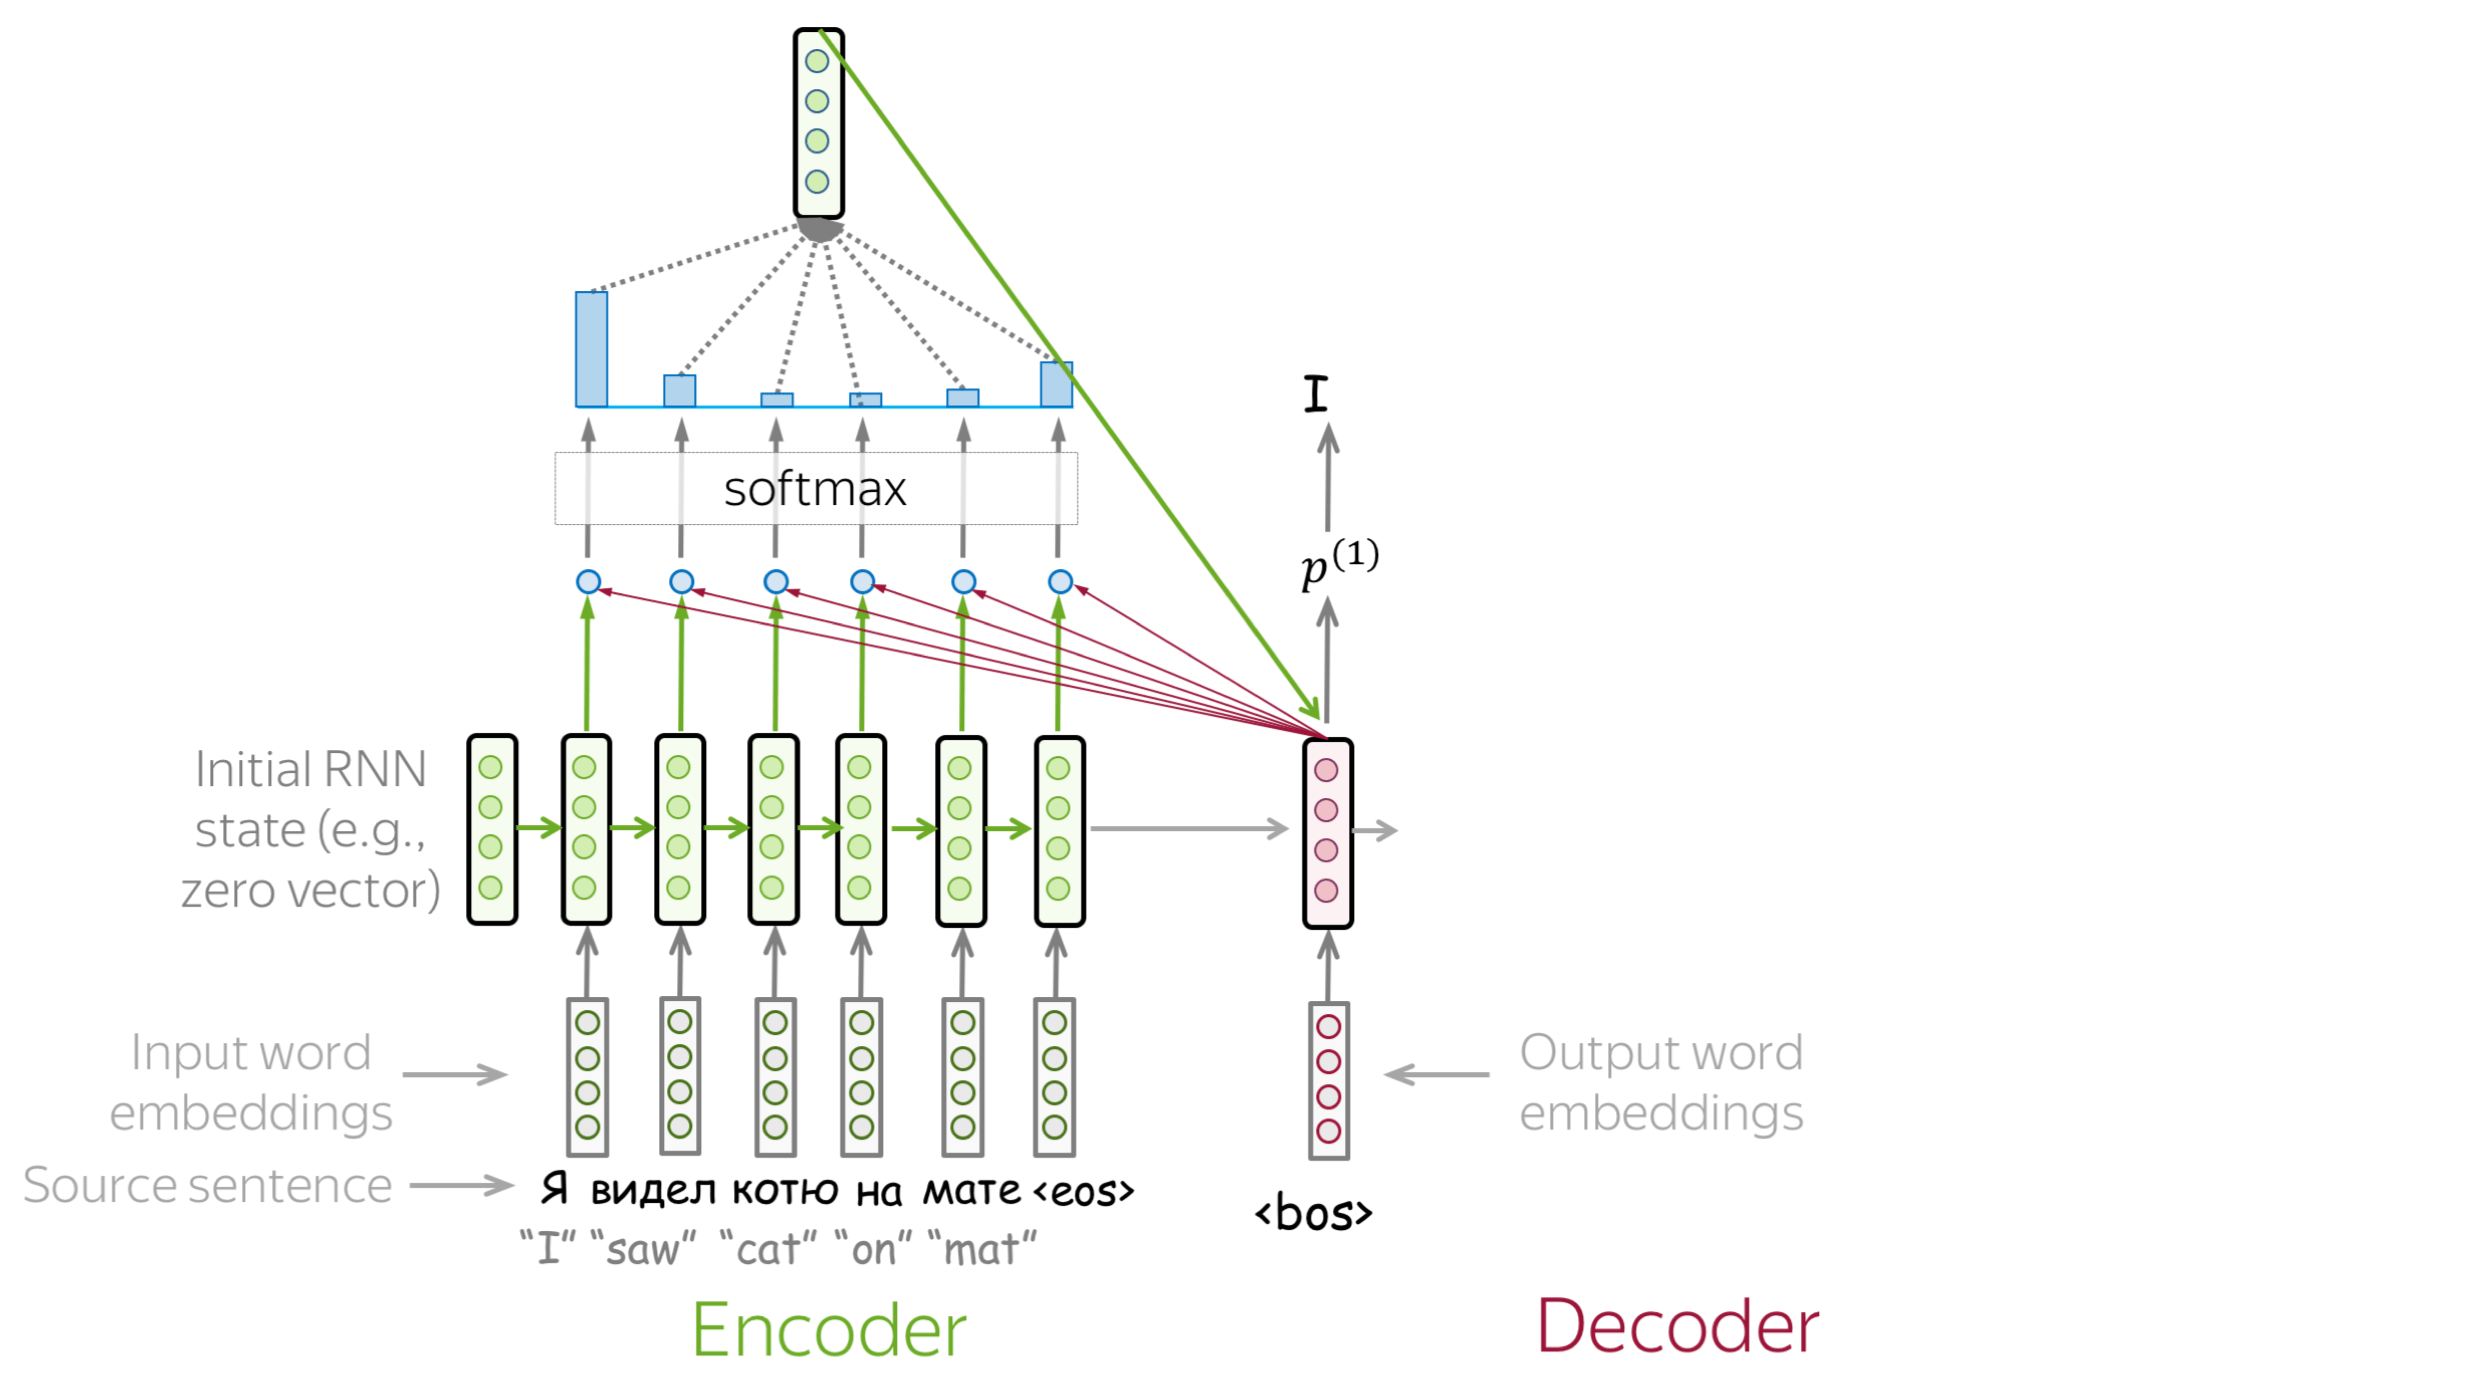 I
softmax
p(1)
Initial RNN
state (e.g.,
zero vector)
Input word
embeddings
Output word
embeddings
Source sentence
Я видел котю на мате <eos>
<bos>
"I" "saw" "cat" "on" "mat"
Encoder
Decoder